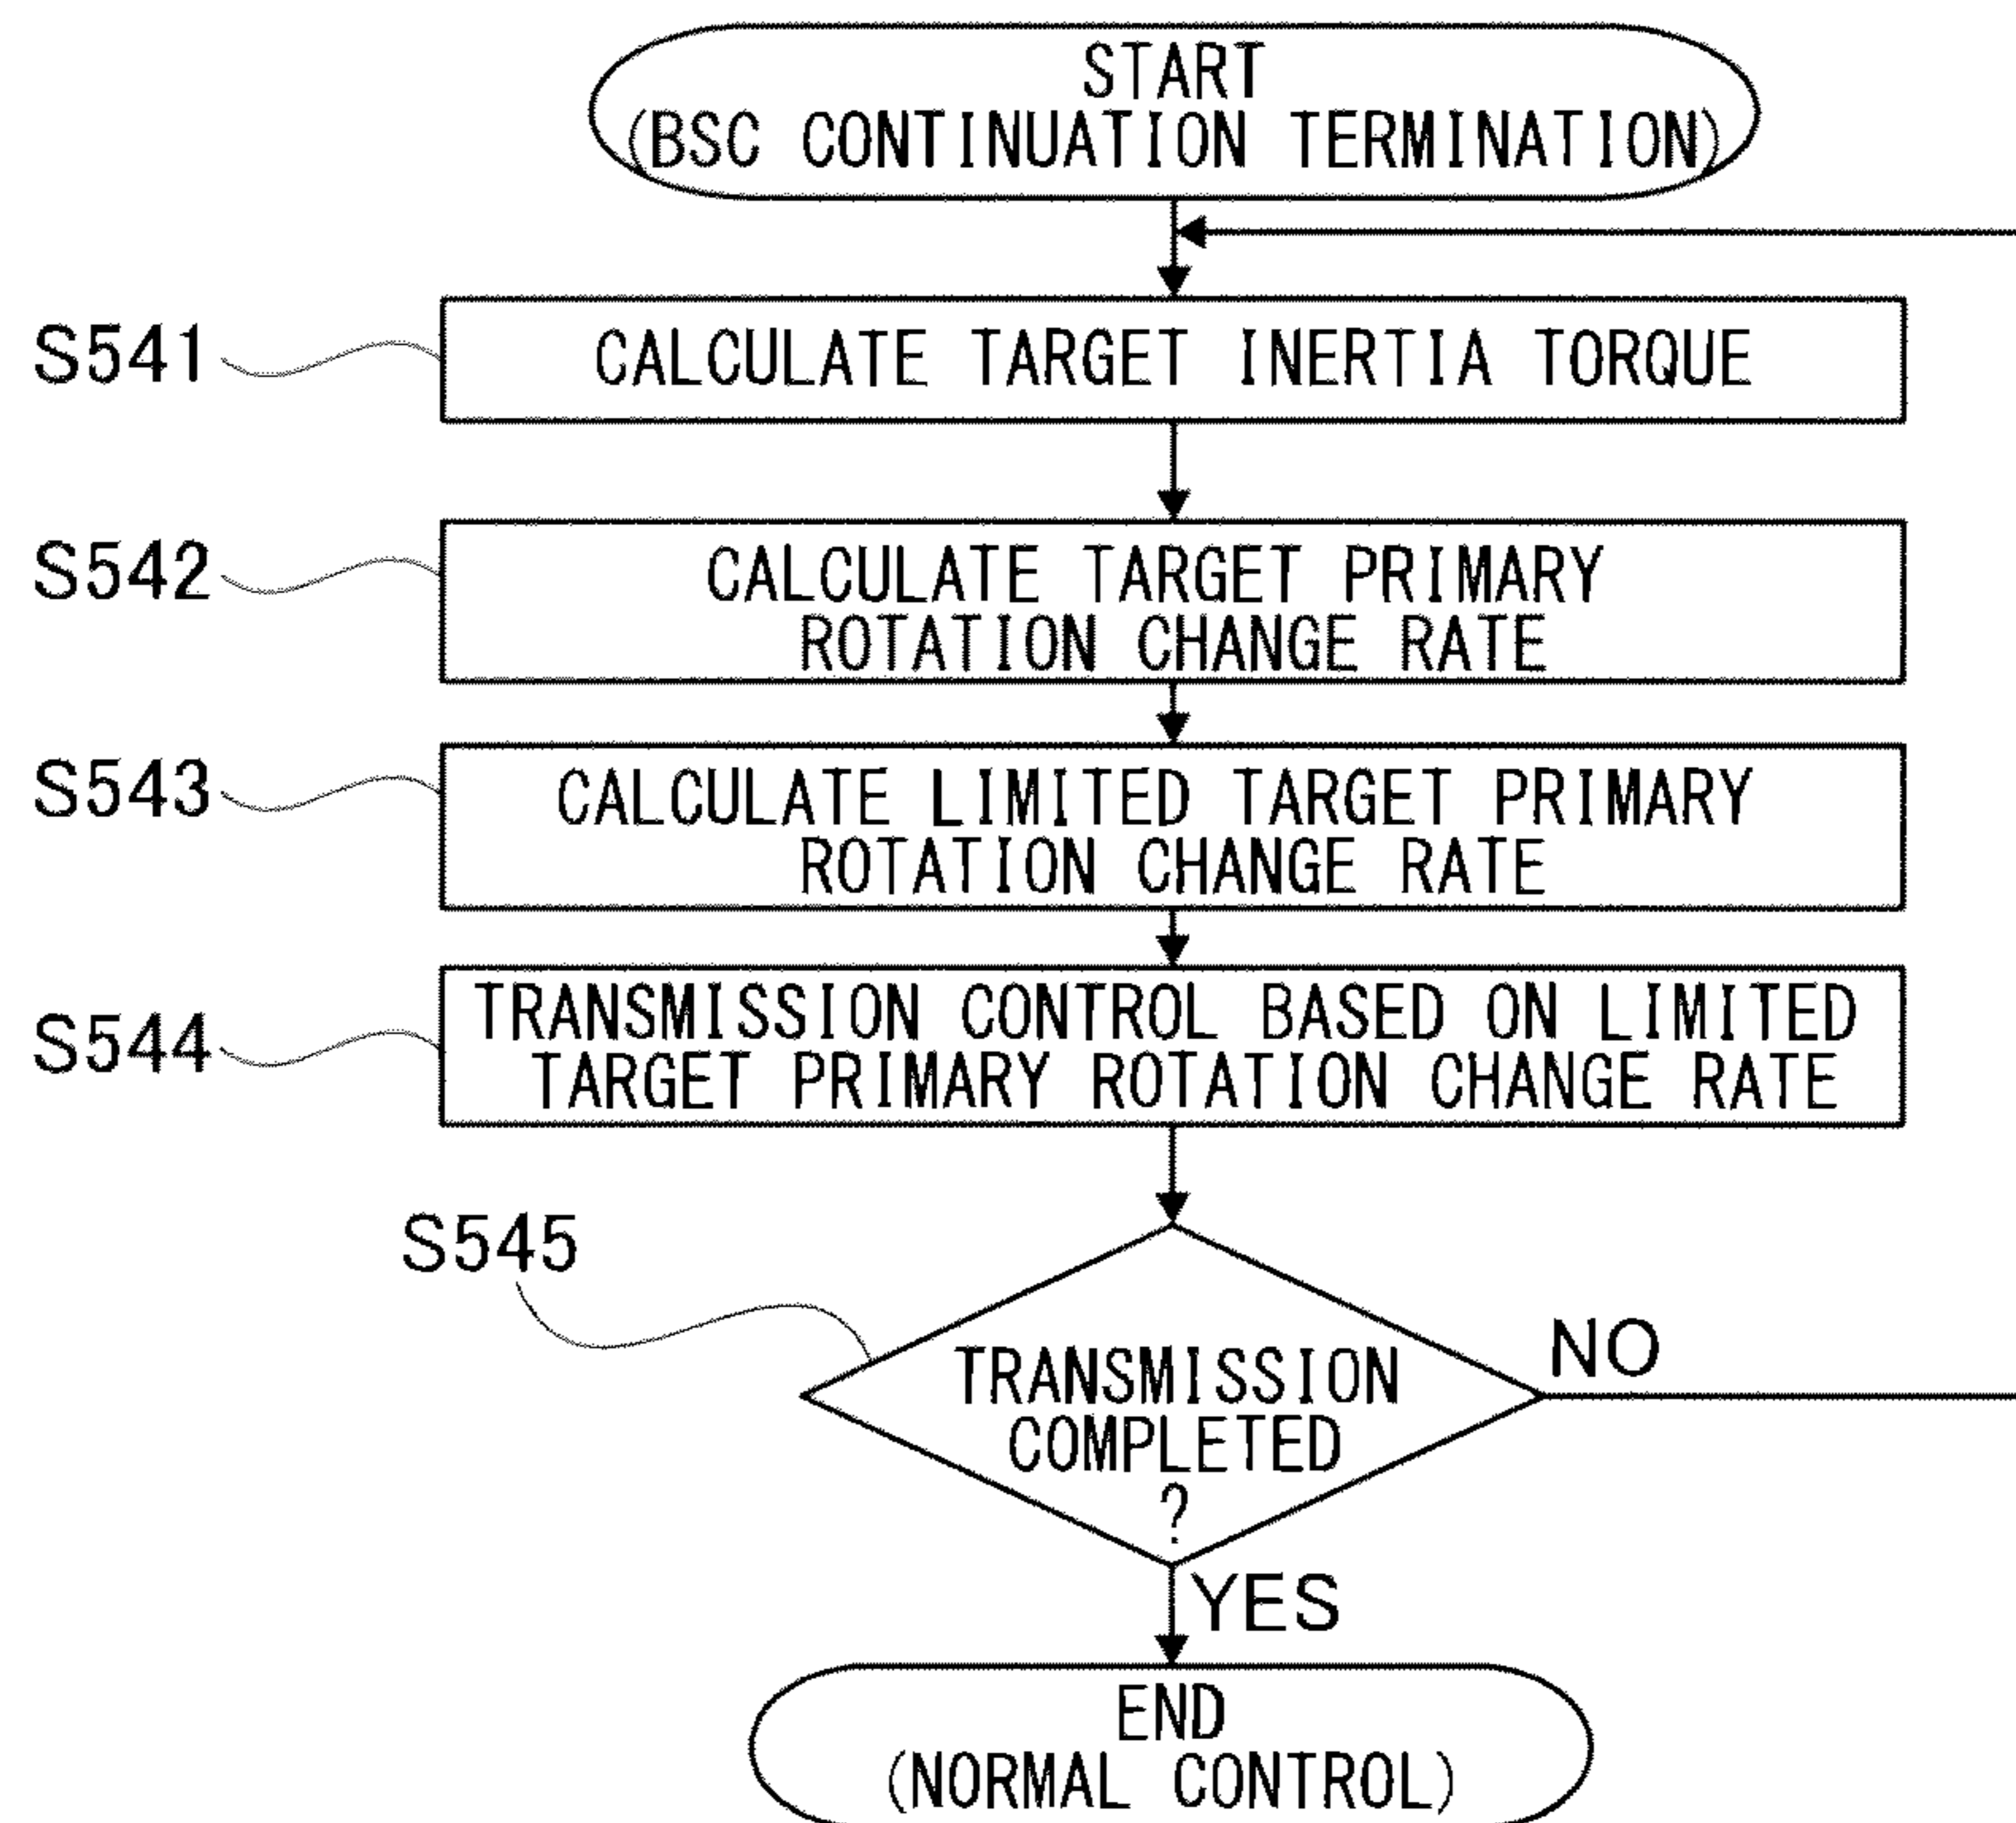 START
(BSC CONTINUATION TERMINATION)
S541
CALCULATE TARGET INERTIA TORQUE
S542
CALCULATE TARGET PRIMARY
ROTATION CHANGE RATE
S543
CALCULATE LIMITED TARGET PRIMARY
ROTATION CHANGE RATE
S544
TRANSMISSION CONTROL BASED ON LIMITED
TARGET PRIMARY ROTATION CHANGE RATE
S545
TRANSMISSION
COMPLETED
?
NO
YES
END
(NORMAL CONTROL)